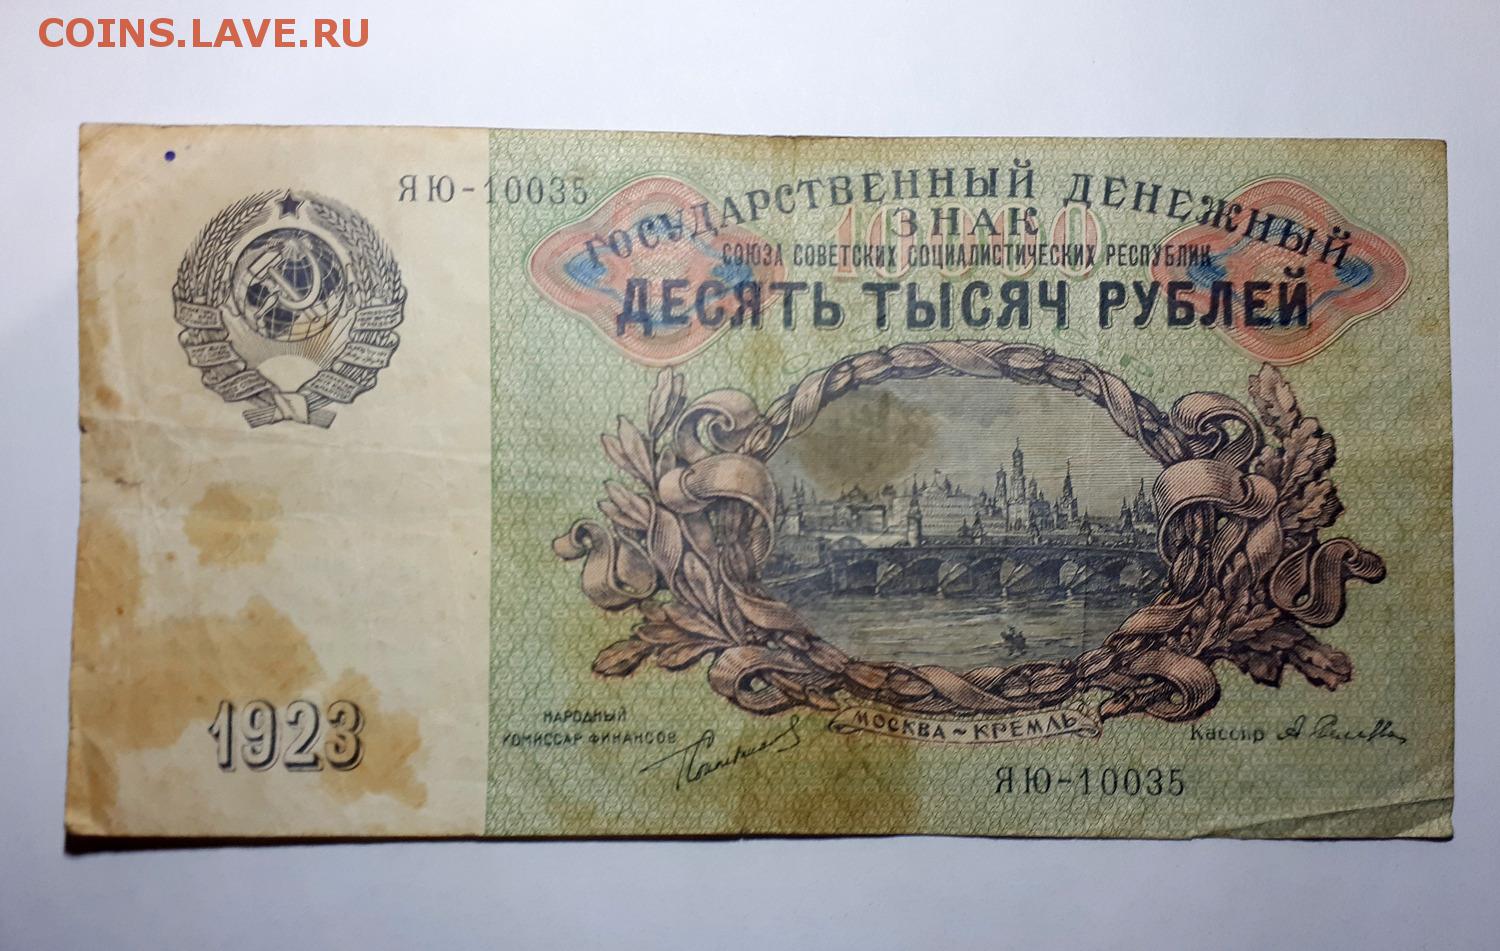 COINS.LAVE.RU
ЯЮ-10035
10000
ГОСУДАРСТВЕННЫЙ ДЕНЕЖНЫЙ
ЗНАК
СОЮЗА СОВЕТСКИХ СОЦИАЛИСТИЧЕСКИХ РЕСПУБЛИК
ДЕСЯТЬ ТЫСЯЧ РУБЛЕЙ
1923
НАРОДНЫЙ
КОМИССАР ФИНАНСОВ
МОСКВА~КРЕМЛЬ
Кассир
ЯЮ-10035